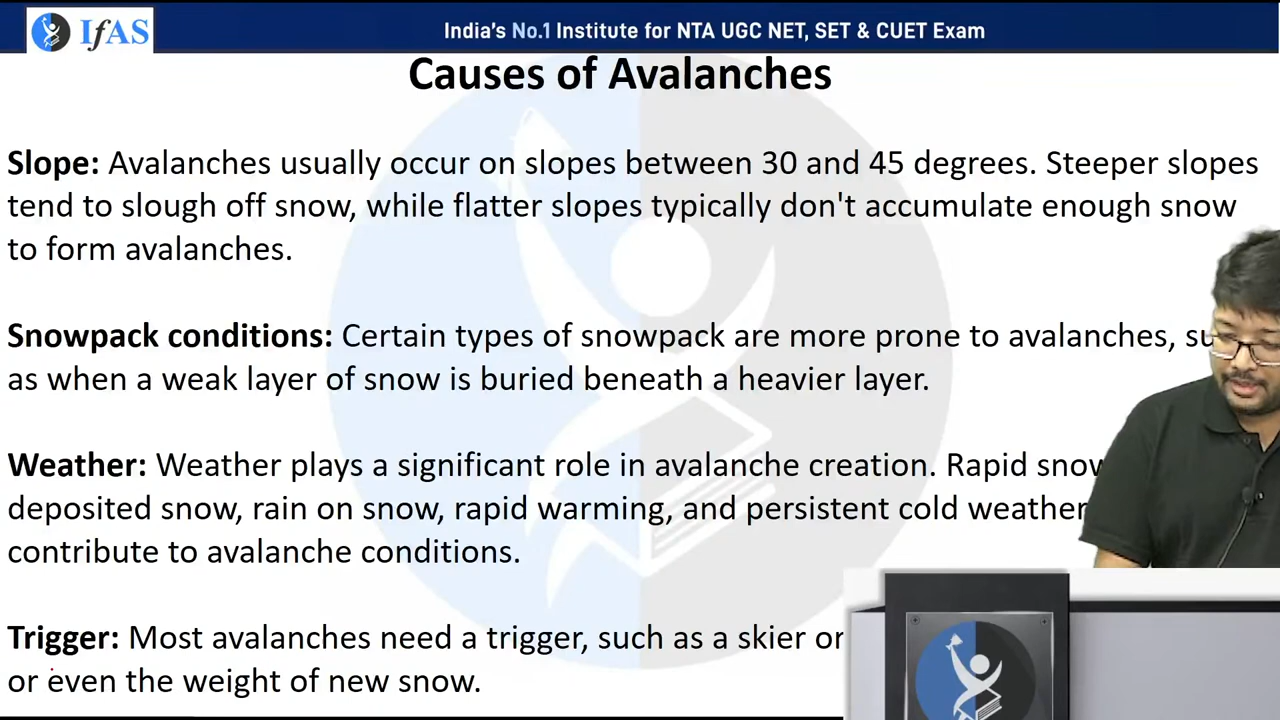 IfAS
India's No.1 Institute for NTA UGC NET, SET & CUET Exam
Causes of Avalanches
Slope: Avalanches usually occur on slopes between 30 and 45 degrees. Steeper slopes
tend to slough off snow, while flatter slopes typically don't accumulate enough snow
to form avalanches.
Snowpack conditions: Certain types of snowpack are more prone to avalanches,
as when a weak layer of snow is buried beneath a heavier layer.
Weather: Weather plays a significant role in avalanche creation. Rapid
deposited snow, rain on snow, rapid warming, and persistent cold weather
contribute to avalanche conditions.
Trigger: Most avalanches need a trigger, such as a skier or
or even the weight of new snow.